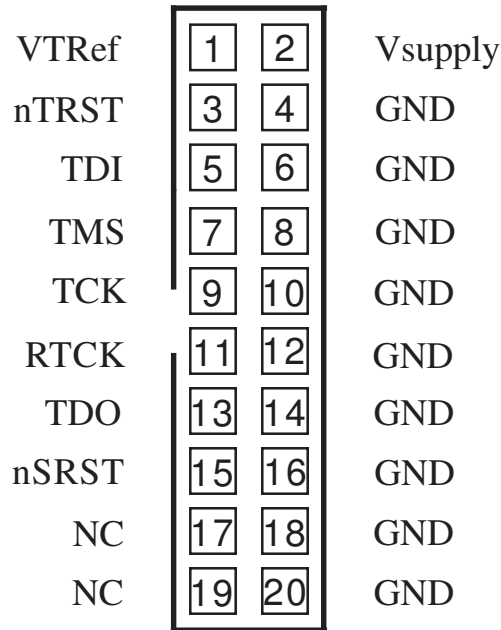 VTRef 1 2 Vsupply
nTRST 3 4 GND
TDI 5 6 GND
TMS 7 8 GND
TCK 9 10 GND
RTCK 11 12 GND
TDO 13 14 GND
nSRST 15 16 GND
NC 17 18 GND
NC 19 20 GND